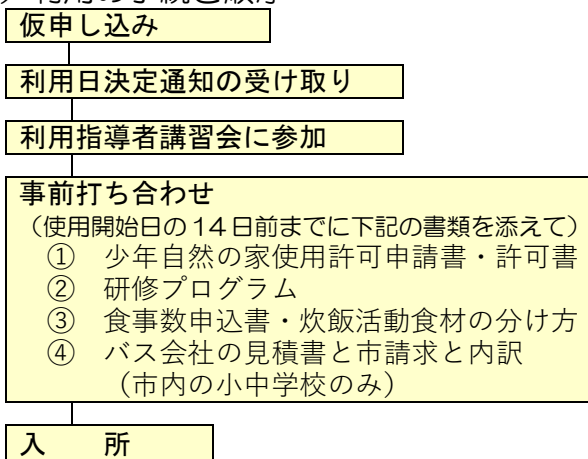 仮申し込み
利用日決定通知の受け取り
利用指導者講習会に参加
事前打ち合わせ
（使用開始日の14日前までに下記の書類を添えて）
① 少年自然の家使用許可申請書・許可書
② 研修プログラム
③ 食事数申込書・炊飯活動食材の分け方
④ バス会社の見積書と市請求と内訳
（市内の小中学校のみ）
入　所